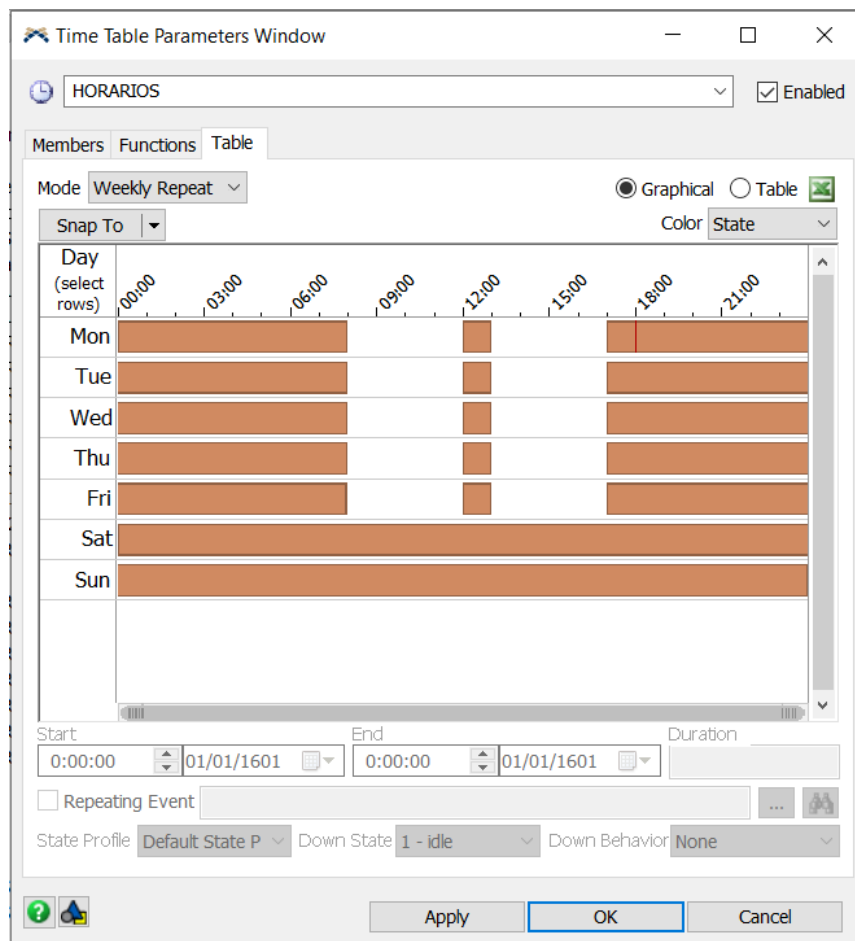 Time Table Parameters Window
HORARIOS
Enabled
Members Functions Table
Mode Weekly Repeat Graphical Table
Snap To Color State
Day
(select
rows)
00:00 03:00 06:00 09:00 12:00 15:00 18:00 21:00
Mon
Tue
Wed
Thu
Fri
Sat
Sun
Start End Duration
0:00:00 01/01/1601 0:00:00 01/01/1601
Repeating Event ...
State Profile Default State P Down State 1 - idle Down Behavior None
? Apply OK Cancel